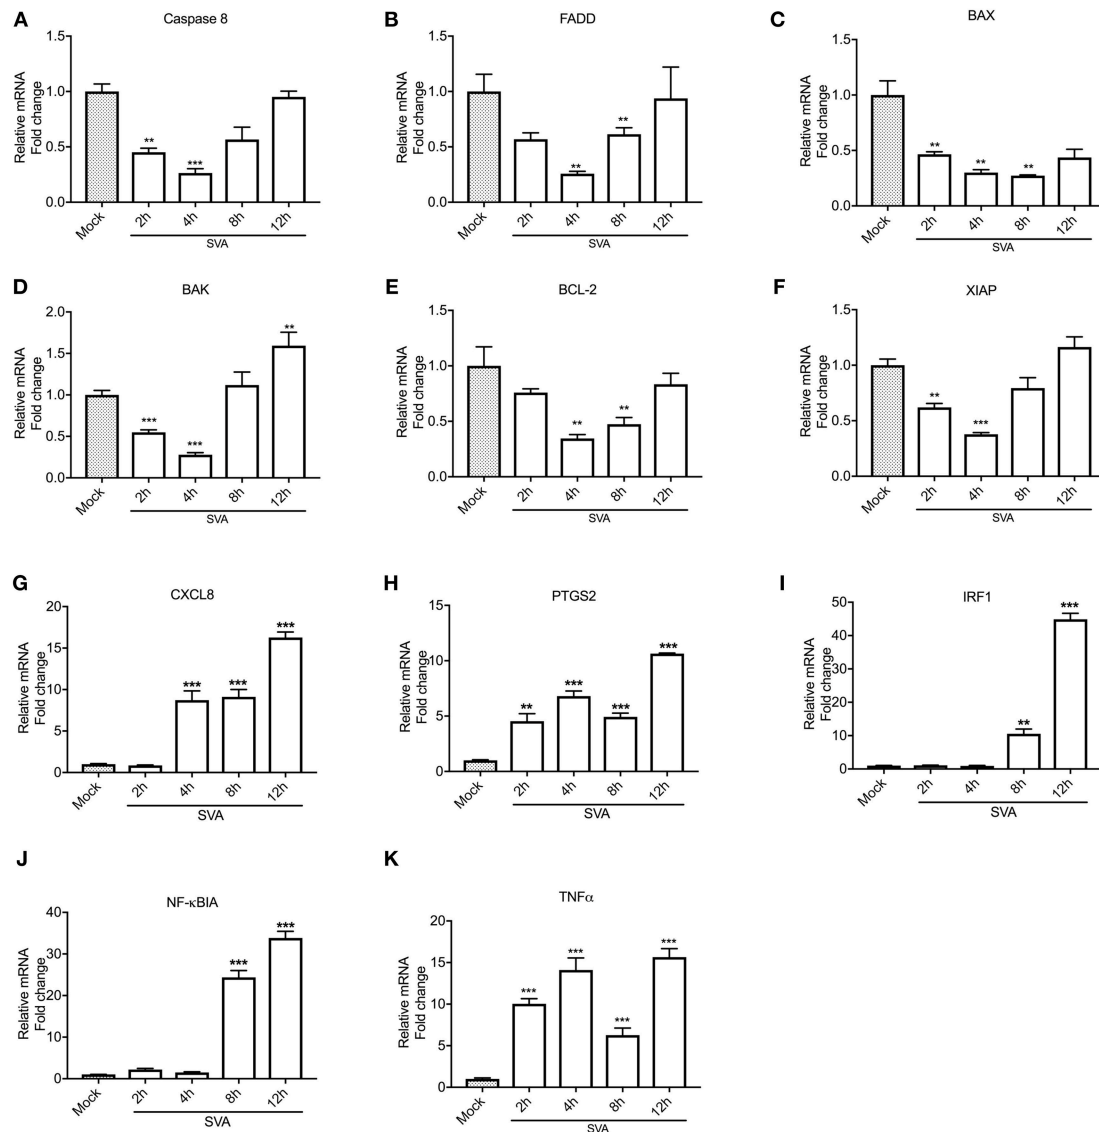 A
Caspase 8
Relative mRNA
Fold change
1.5
1.0
0.5
0.0
**
***
Mock
2h
4h
8h
12h
SVA
B
FADD
Relative mRNA
Fold change
1.5
1.0
0.5
0.0
**
**
Mock
2h
4h
8h
12h
SVA
C
BAX
Relative mRNA
Fold change
1.5
1.0
0.5
0.0
**
**
**
Mock
2h
4h
8h
12h
SVA
D
BAK
Relative mRNA
Fold change
2.0
1.5
1.0
0.5
0.0
***
***
**
Mock
2h
4h
8h
12h
SVA
E
BCL-2
Relative mRNA
Fold change
1.5
1.0
0.5
0.0
**
**
Mock
2h
4h
8h
12h
SVA
F
XIAP
Relative mRNA
Fold change
1.5
1.0
0.5
0.0
**
***
Mock
2h
4h
8h
12h
SVA
G
CXCL8
Relative mRNA
Fold change
20
15
10
5
0
***
***
***
Mock
2h
4h
8h
12h
SVA
H
PTGS2
Relative mRNA
Fold change
15
10
5
0
**
***
***
***
Mock
2h
4h
8h
12h
SVA
I
IRF1
Relative mRNA
Fold change
50
40
30
20
10
0
**
***
Mock
2h
4h
8h
12h
SVA
J
NF-κBIA
Relative mRNA
Fold change
40
30
20
10
0
***
***
Mock
2h
4h
8h
12h
SVA
K
TNFα
Relative mRNA
Fold change
20
15
10
5
0
***
***
***
***
Mock
2h
4h
8h
12h
SVA